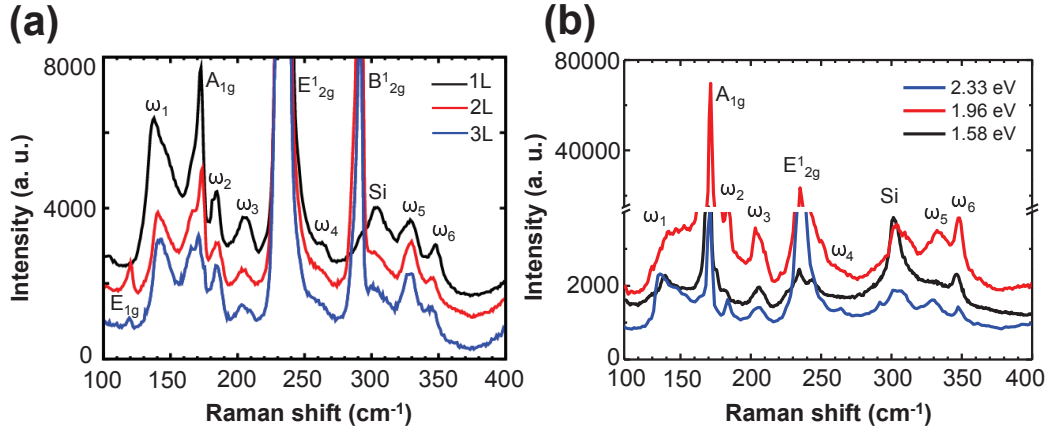 (a)
8000
4000
0
Intensity (a. u.)
ω₁
A₁g
E¹₂g
B¹₂g
1L
2L
3L
ω₂
ω₃
ω₄
Si
ω₅
ω₆
E₁g
100 150 200 250 300 350 400
Raman shift (cm⁻¹)
(b)
80000
40000
2000
0
Intensity (a. u.)
A₁g
2.33 eV
1.96 eV
1.58 eV
E¹₂g
ω₁
ω₂
ω₃
ω₄
Si
ω₅
ω₆
100 150 200 250 300 350 400
Raman shift (cm⁻¹)